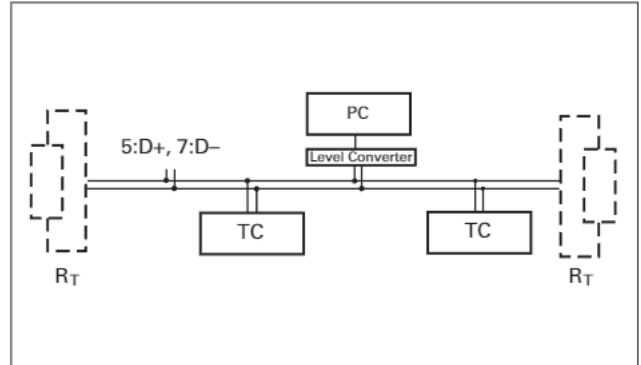 PC
5:D+, 7:D–
Level Converter
TC
TC
RT
RT